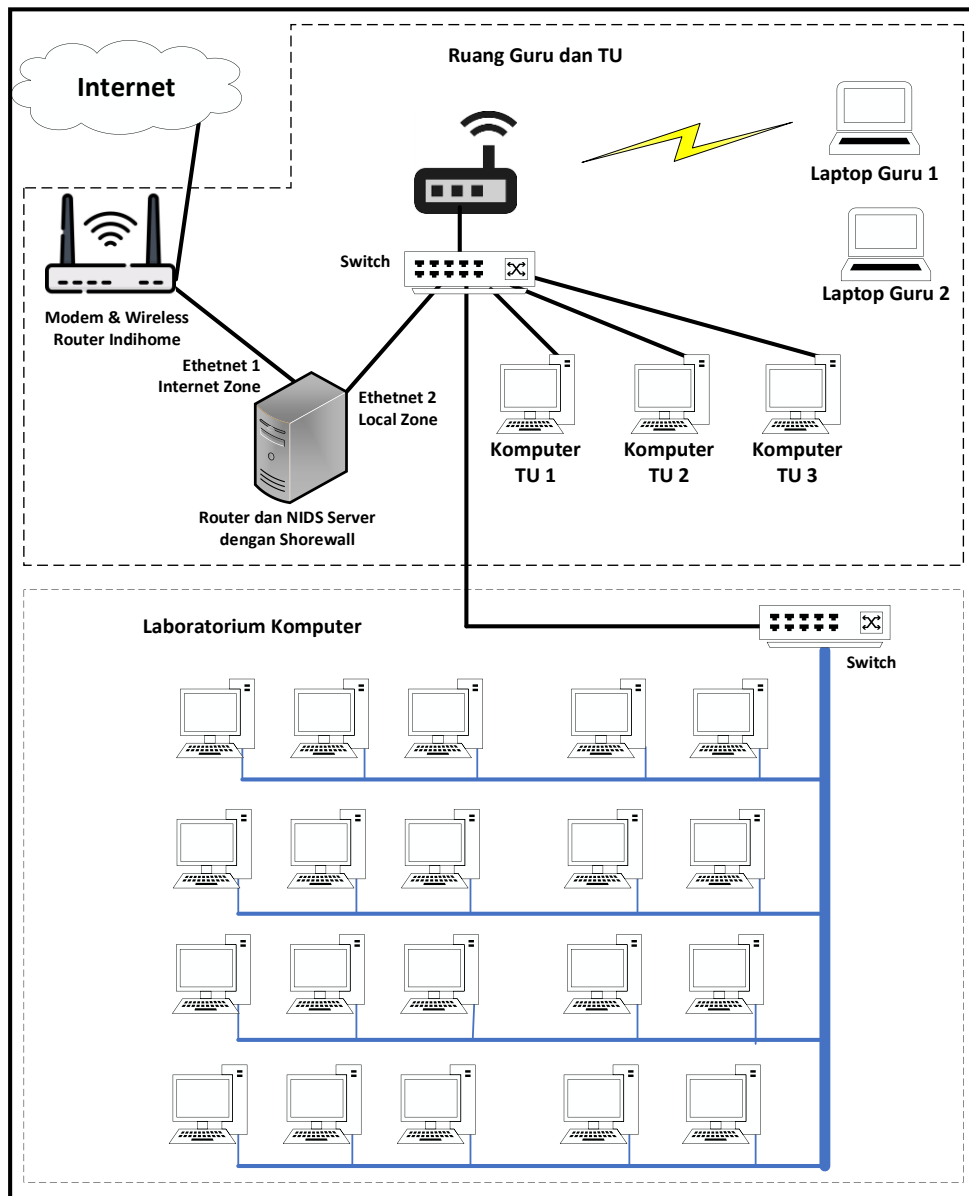 Internet
Ruang Guru dan TU
Laptop Guru 1
Laptop Guru 2
Switch
Modem & Wireless
Router Indihome
Ethetnet 1
Internet Zone
Ethetnet 2
Local Zone
Router dan NIDS Server
dengan Shorewall
Komputer
TU 1
Komputer
TU 2
Komputer
TU 3
Laboratorium Komputer
Switch